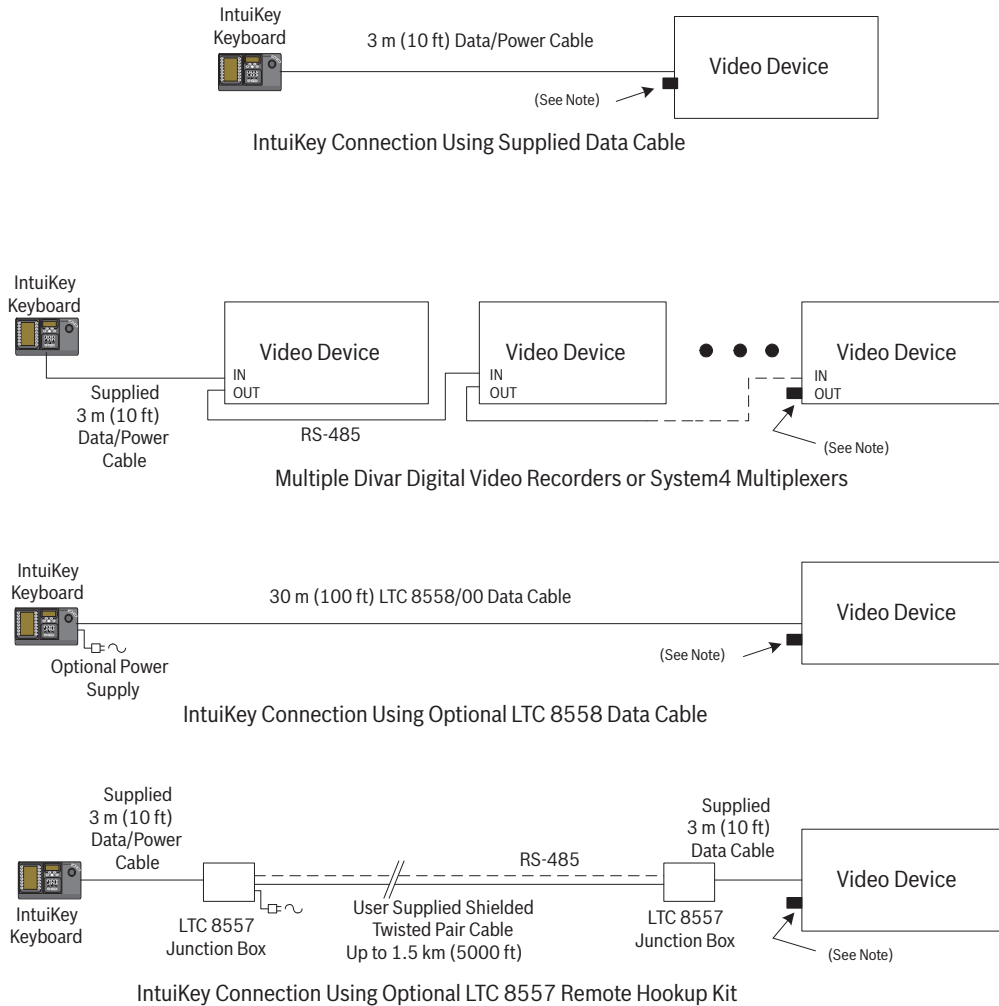 IntuiKey
Keyboard
3 m (10 ft) Data/Power Cable
Video Device
(See Note)
IntuiKey Connection Using Supplied Data Cable
IntuiKey
Keyboard
Supplied
3 m (10 ft)
Data/Power
Cable
Video Device
IN
OUT
RS-485
Video Device
IN
OUT
Video Device
IN
OUT
(See Note)
Multiple Divar Digital Video Recorders or System4 Multiplexers
IntuiKey
Keyboard
Optional Power
Supply
30 m (100 ft) LTC 8558/00 Data Cable
Video Device
(See Note)
IntuiKey Connection Using Optional LTC 8558 Data Cable
IntuiKey
Keyboard
Supplied
3 m (10 ft)
Data/Power
Cable
LTC 8557
Junction Box
RS-485
User Supplied Shielded
Twisted Pair Cable
Up to 1.5 km (5000 ft)
LTC 8557
Junction Box
Supplied
3 m (10 ft)
Data Cable
Video Device
(See Note)
IntuiKey Connection Using Optional LTC 8557 Remote Hookup Kit